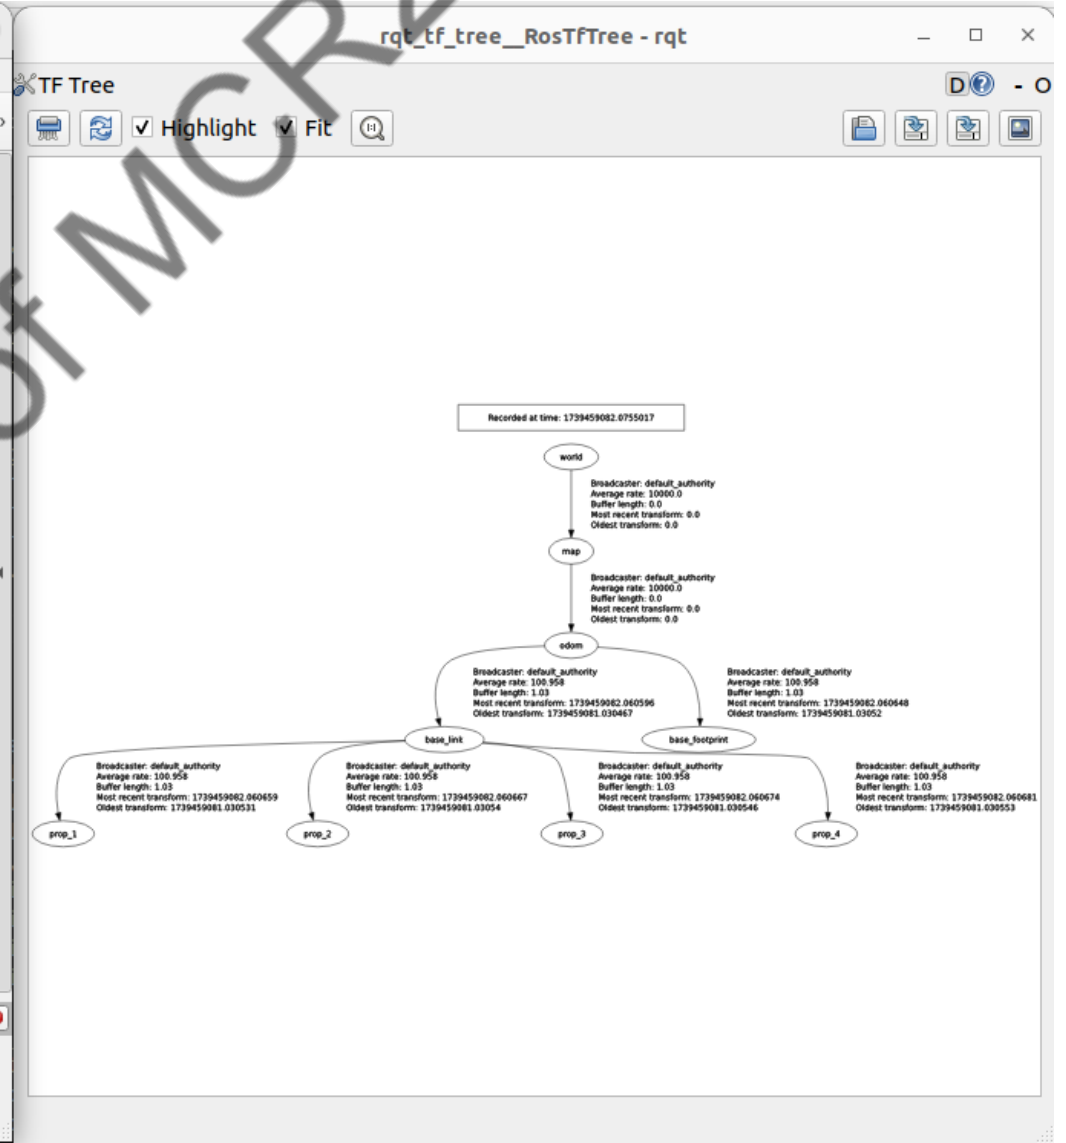 rqt_tf_tree__RosTfTree - rqt
TF Tree
D
- O
Highlight
Fit
of MCR2
Recorded at time: 1739459082.0755017
world
Broadcaster: default_authority
Average rate: 10000.0
Buffer length: 0.0
Most recent transform: 0.0
Oldest transform: 0.0
map
Broadcaster: default_authority
Average rate: 10000.0
Buffer length: 0.0
Most recent transform: 0.0
Oldest transform: 0.0
odom
Broadcaster: default_authority
Average rate: 100.958
Buffer length: 1.03
Most recent transform: 1739459082.060596
Oldest transform: 1739459081.030467
Broadcaster: default_authority
Average rate: 100.958
Buffer length: 1.03
Most recent transform: 1739459082.060648
Oldest transform: 1739459081.03052
base_link
base_footprint
Broadcaster: default_authority
Average rate: 100.958
Buffer length: 1.03
Most recent transform: 1739459082.060659
Oldest transform: 1739459081.030531
Broadcaster: default_authority
Average rate: 100.958
Buffer length: 1.03
Most recent transform: 1739459082.060667
Oldest transform: 1739459081.03054
Broadcaster: default_authority
Average rate: 100.958
Buffer length: 1.03
Most recent transform: 1739459082.060674
Oldest transform: 1739459081.030546
Broadcaster: default_authority
Average rate: 100.958
Buffer length: 1.03
Most recent transform: 1739459082.060681
Oldest transform: 1739459081.030553
prop_1
prop_2
prop_3
prop_4